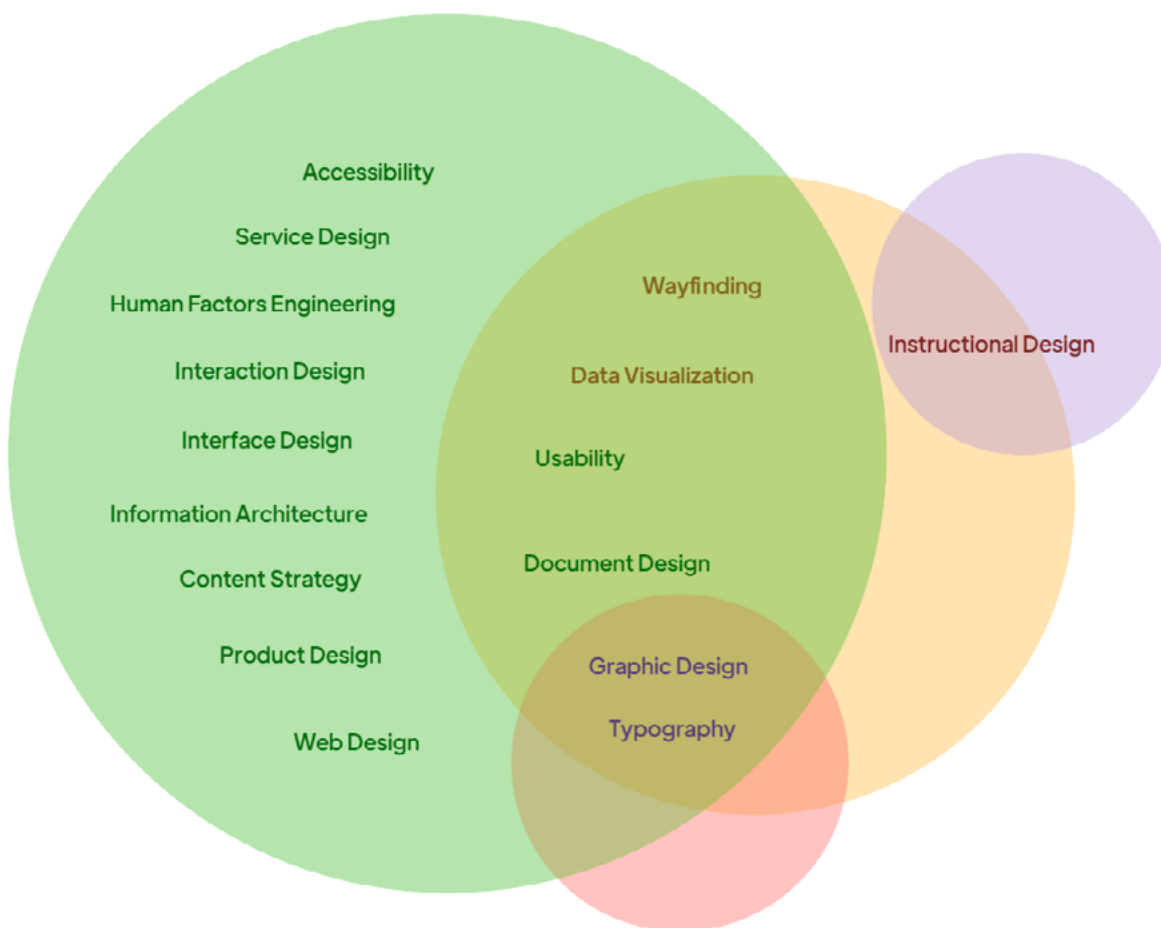 Accessibility
Service Design
Wayfinding
Human Factors Engineering
Instructional Design
Interaction Design
Data Visualization
Interface Design
Usability
Information Architecture
Document Design
Content Strategy
Product Design
Graphic Design
Typography
Web Design